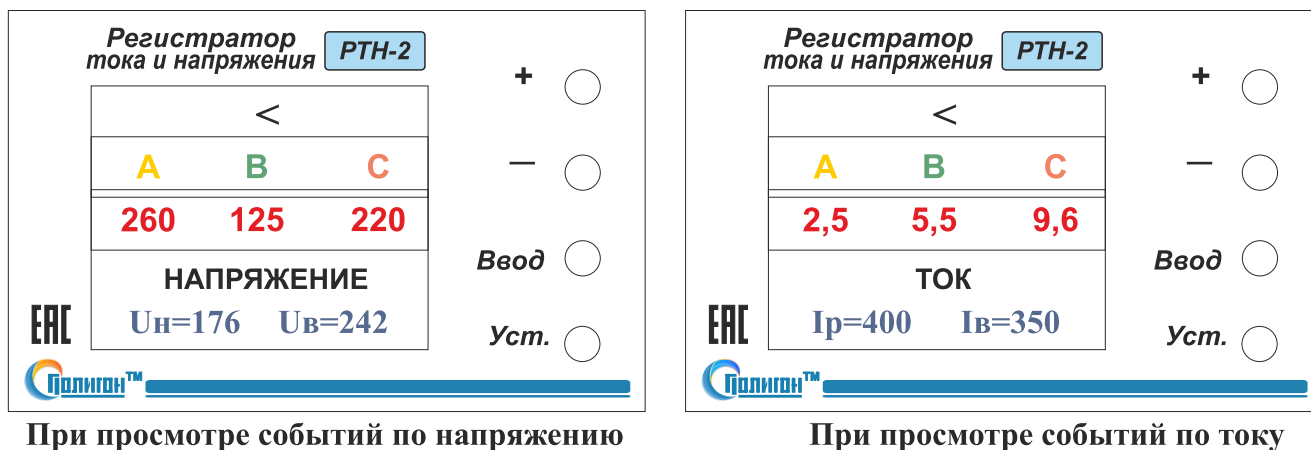 Регистратор
тока и напряжения РТН-2
+
<
A B C
—
260 125 220
Ввод
НАПРЯЖЕНИЕ
Uн=176 Uв=242
EAC
Уст.
Полигон™
При просмотре событий по напряжению
Регистратор
тока и напряжения РТН-2
+
<
A B C
—
2,5 5,5 9,6
Ввод
ТОК
Iр=400 Iв=350
EAC
Уст.
Полигон™
При просмотре событий по току